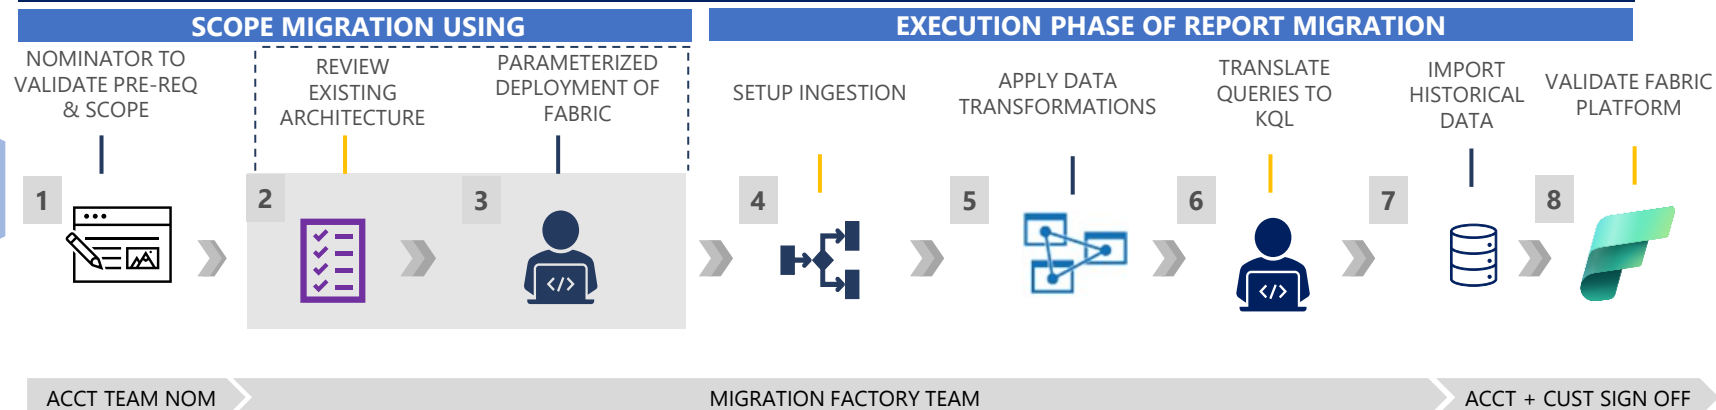 SCOPE MIGRATION USING
EXECUTION PHASE OF REPORT MIGRATION
NOMINATOR TO
VALIDATE PRE-REQ
& SCOPE
REVIEW
EXISTING
ARCHITECTURE
PARAMETERIZED
DEPLOYMENT OF
FABRIC
SETUP INGESTION
APPLY DATA
TRANSFORMATIONS
TRANSLATE
QUERIES TO
KQL
IMPORT
HISTORICAL
DATA
VALIDATE FABRIC
PLATFORM
1
2
3
4
5
6
7
8
</>
</>
ACCT TEAM NOM
MIGRATION FACTORY TEAM
ACCT + CUST SIGN OFF